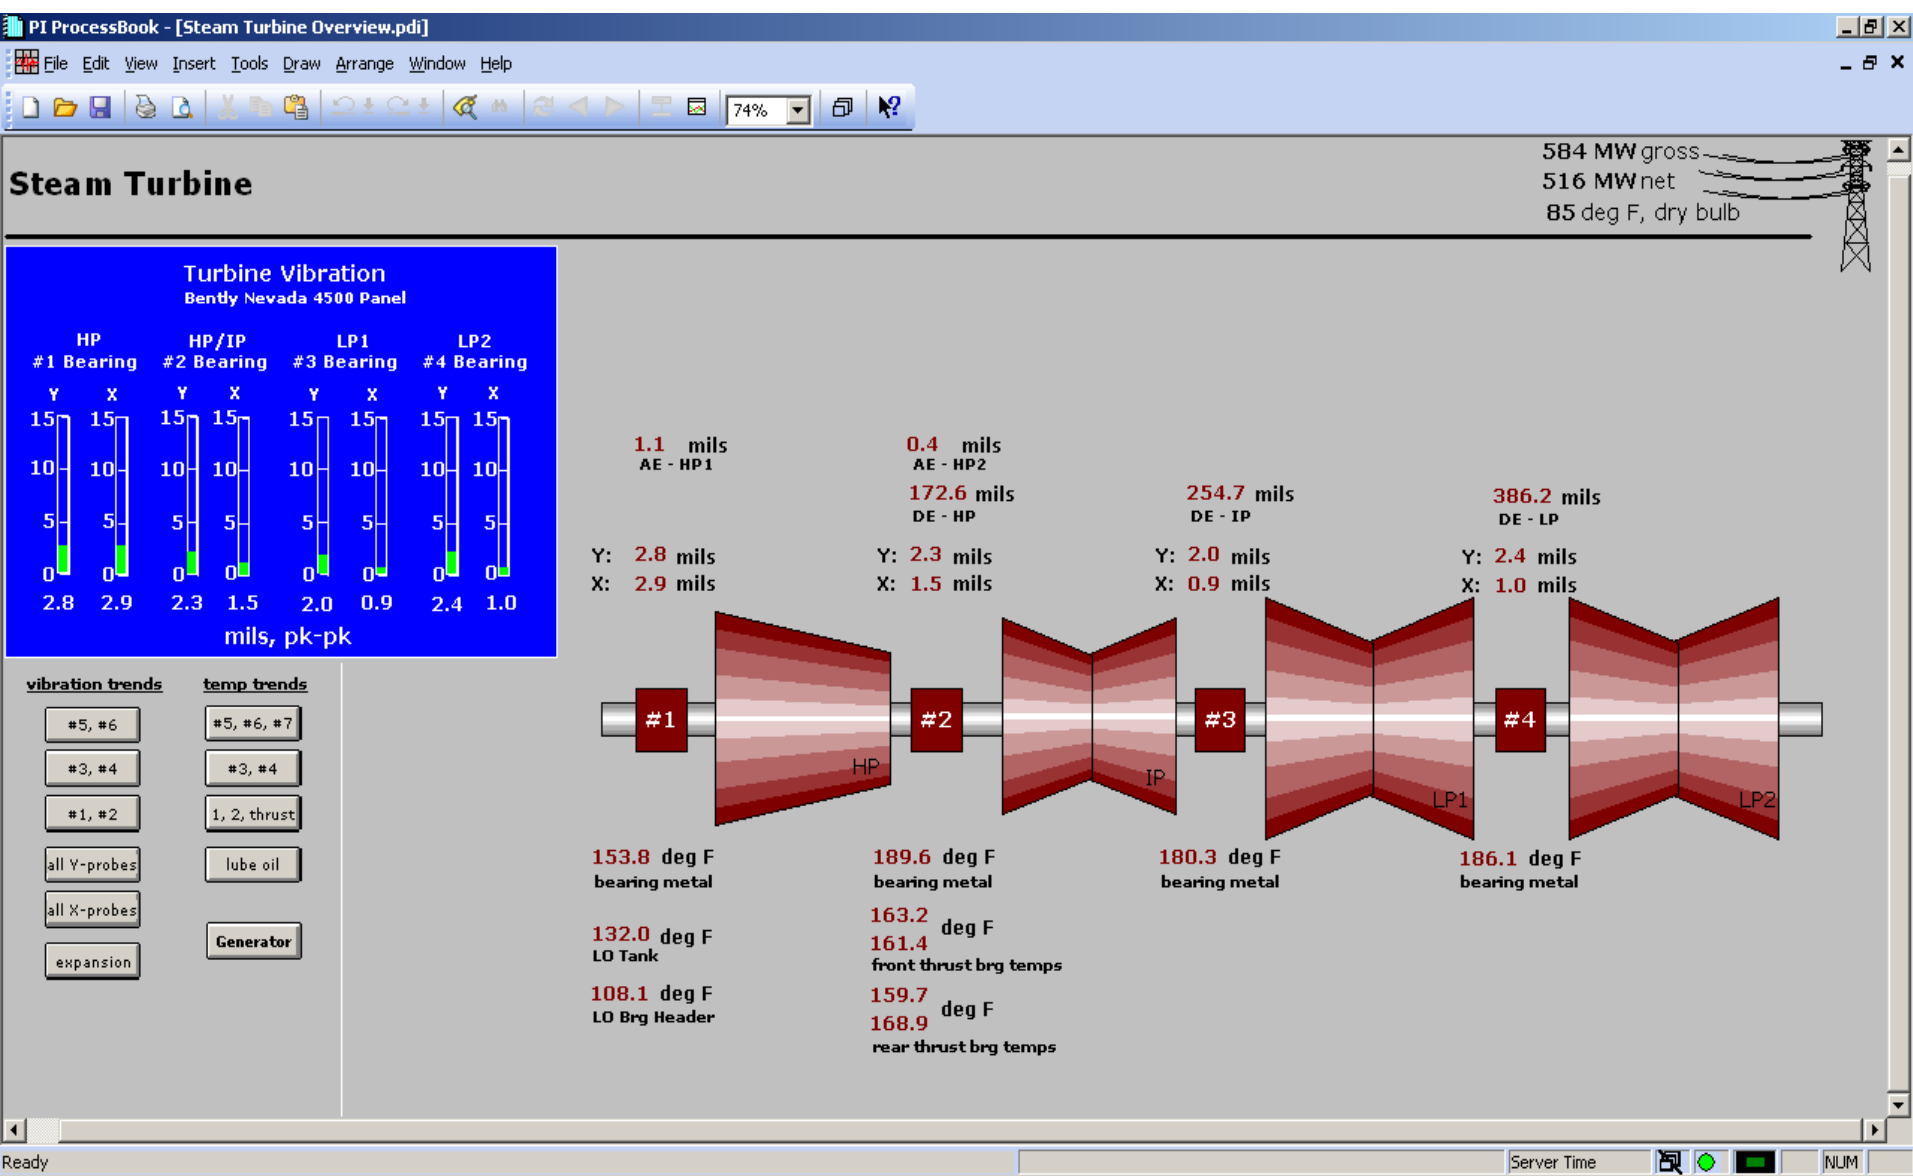 PI ProcessBook - [Steam Turbine Overview.pdi]
File Edit View Insert Tools Draw Arrange Window Help
74%
584 MW gross
516 MW net
85 deg F, dry bulb
Steam Turbine
Turbine Vibration
Bently Nevada 4500 Panel
HP HP/IP LP1 LP2
#1 Bearing #2 Bearing #3 Bearing #4 Bearing
Y X Y X Y X Y X
15 15 15 15 15 15 15 15
10 10 10 10 10 10 10 10
5 5 5 5 5 5 5 5
0 0 0 0 0 0 0 0
2.8 2.9 2.3 1.5 2.0 0.9 2.4 1.0
mils, pk-pk
1.1 mils
AE - HP1
0.4 mils
AE - HP2
172.6 mils
DE - HP
254.7 mils
DE - IP
386.2 mils
DE - LP
Y: 2.8 mils
X: 2.9 mils
Y: 2.3 mils
X: 1.5 mils
Y: 2.0 mils
X: 0.9 mils
Y: 2.4 mils
X: 1.0 mils
#1 #2 #3 #4
HP IP LP1 LP2
vibration trends
#5, #6
#3, #4
#1, #2
all Y-probes
all X-probes
expansion
temp trends
#5, #6, #7
#3, #4
1, 2, thrust
lube oil
Generator
153.8 deg F
bearing metal
132.0 deg F
LO Tank
108.1 deg F
LO Brg Header
189.6 deg F
bearing metal
163.2
161.4 deg F
front thrust brg temps
159.7
168.9 deg F
rear thrust brg temps
180.3 deg F
bearing metal
186.1 deg F
bearing metal
Ready
Server Time
NUM